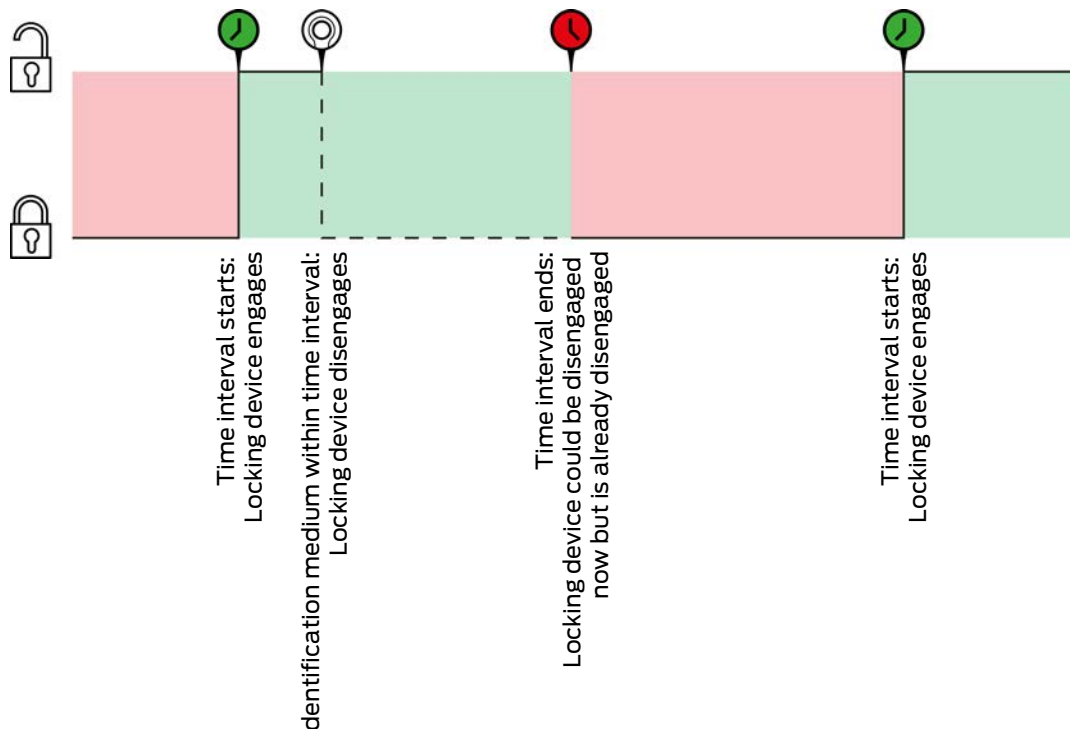 Time interval starts:
Locking device engages
dentification medium within time interval:
Locking device disengages
Time interval ends:
Locking device could be disengaged
now but is already disengaged
Time interval starts:
Locking device engages